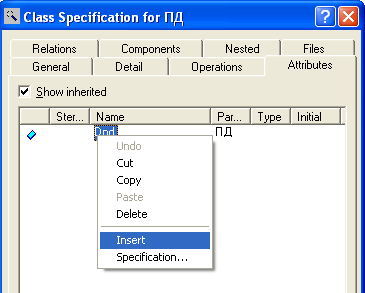 Class Specification for ПД
Relations Components Nested Files
General Detail Operations Attributes
Show inherited
Ster... Name Par... Type Initial
Dpd ПД
Undo
Cut
Copy
Paste
Delete
Insert
Specification...